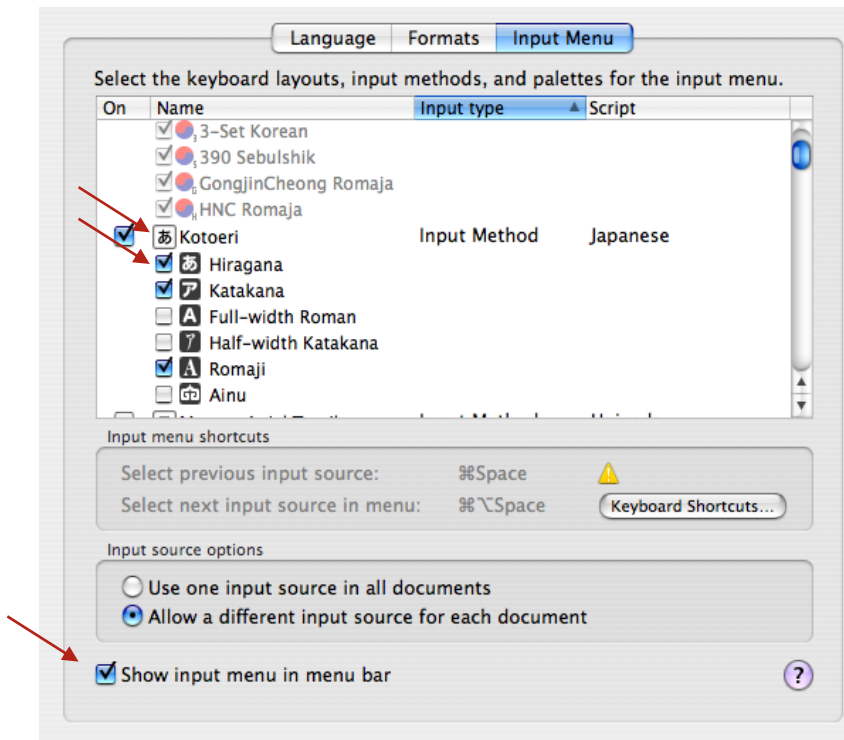 Language Formats Input Menu
Select the keyboard layouts, input methods, and palettes for the input menu.
On Name Input type Script
3-Set Korean
390 Sebulshik
GongjinCheong Romaja
HNC Romaja
あ Kotoeri Input Method Japanese
あ Hiragana
ア Katakana
A Full-width Roman
ア Half-width Katakana
A Romaji
Ainu
Input menu shortcuts
Select previous input source: ⌘Space
Select next input source in menu: ⌘⌥Space Keyboard Shortcuts...
Input source options
Use one input source in all documents
Allow a different input source for each document
Show input menu in menu bar ?